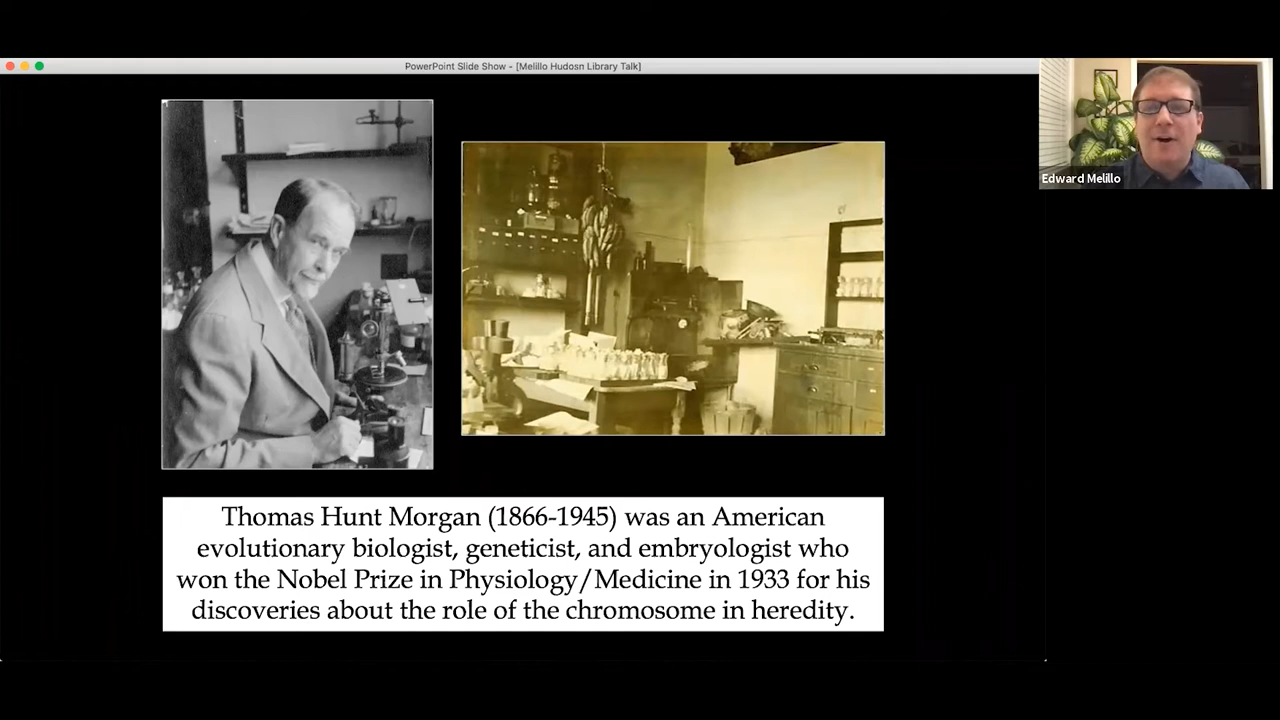 PowerPoint Slide Show - [Melillo Hudosn Library Talk]
Edward Melillo
Thomas Hunt Morgan (1866-1945) was an American
evolutionary biologist, geneticist, and embryologist who
won the Nobel Prize in Physiology/Medicine in 1933 for his
discoveries about the role of the chromosome in heredity.